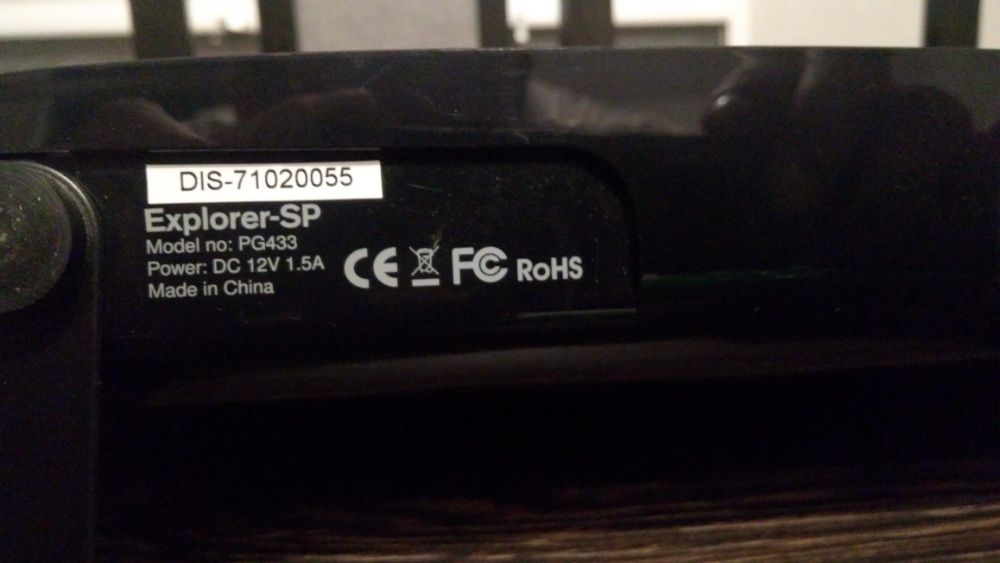 DIS-71020055
Explorer-SP
Model no: PG433
Power: DC 12V 1.5A
Made in China
CE FC RoHS